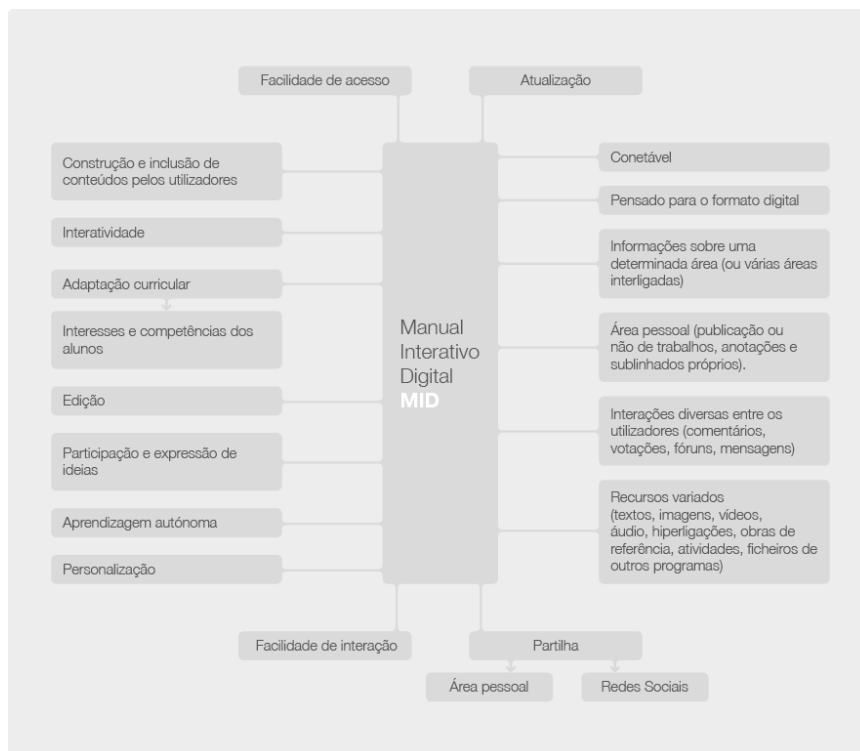 Facilidade de acesso
Atualização
Construção e inclusão de
conteúdos pelos utilizadores
Interatividade
Adaptação curricular
Interesses e competências dos
alunos
Edição
Participação e expressão de
ideias
Aprendizagem autónoma
Personalização
Manual
Interativo
Digital
MID
Conetável
Pensado para o formato digital
Informações sobre uma
determinada área (ou várias áreas
interligadas)
Área pessoal (publicação ou
não de trabalhos, anotações e
sublinhados próprios).
Interações diversas entre os
utilizadores (comentários,
votações, fóruns, mensagens)
Recursos variados
(textos, imagens, vídeos,
áudio, hiperligações, obras de
referência, atividades, ficheiros de
outros programas)
Facilidade de interação
Partilha
Área pessoal
Redes Sociais